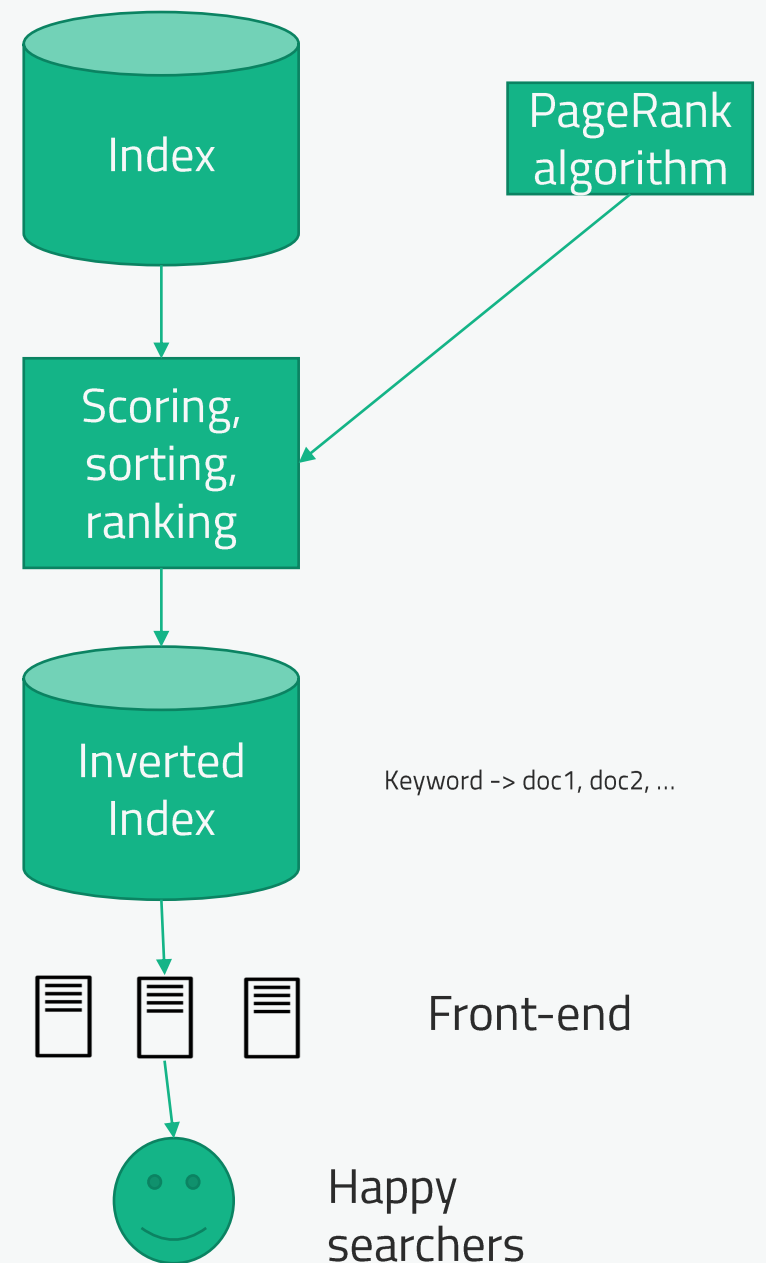 Index
PageRank
algorithm
Scoring,
sorting,
ranking
Inverted
Index
Keyword -> doc1, doc2, ...
Front-end
Happy
searchers